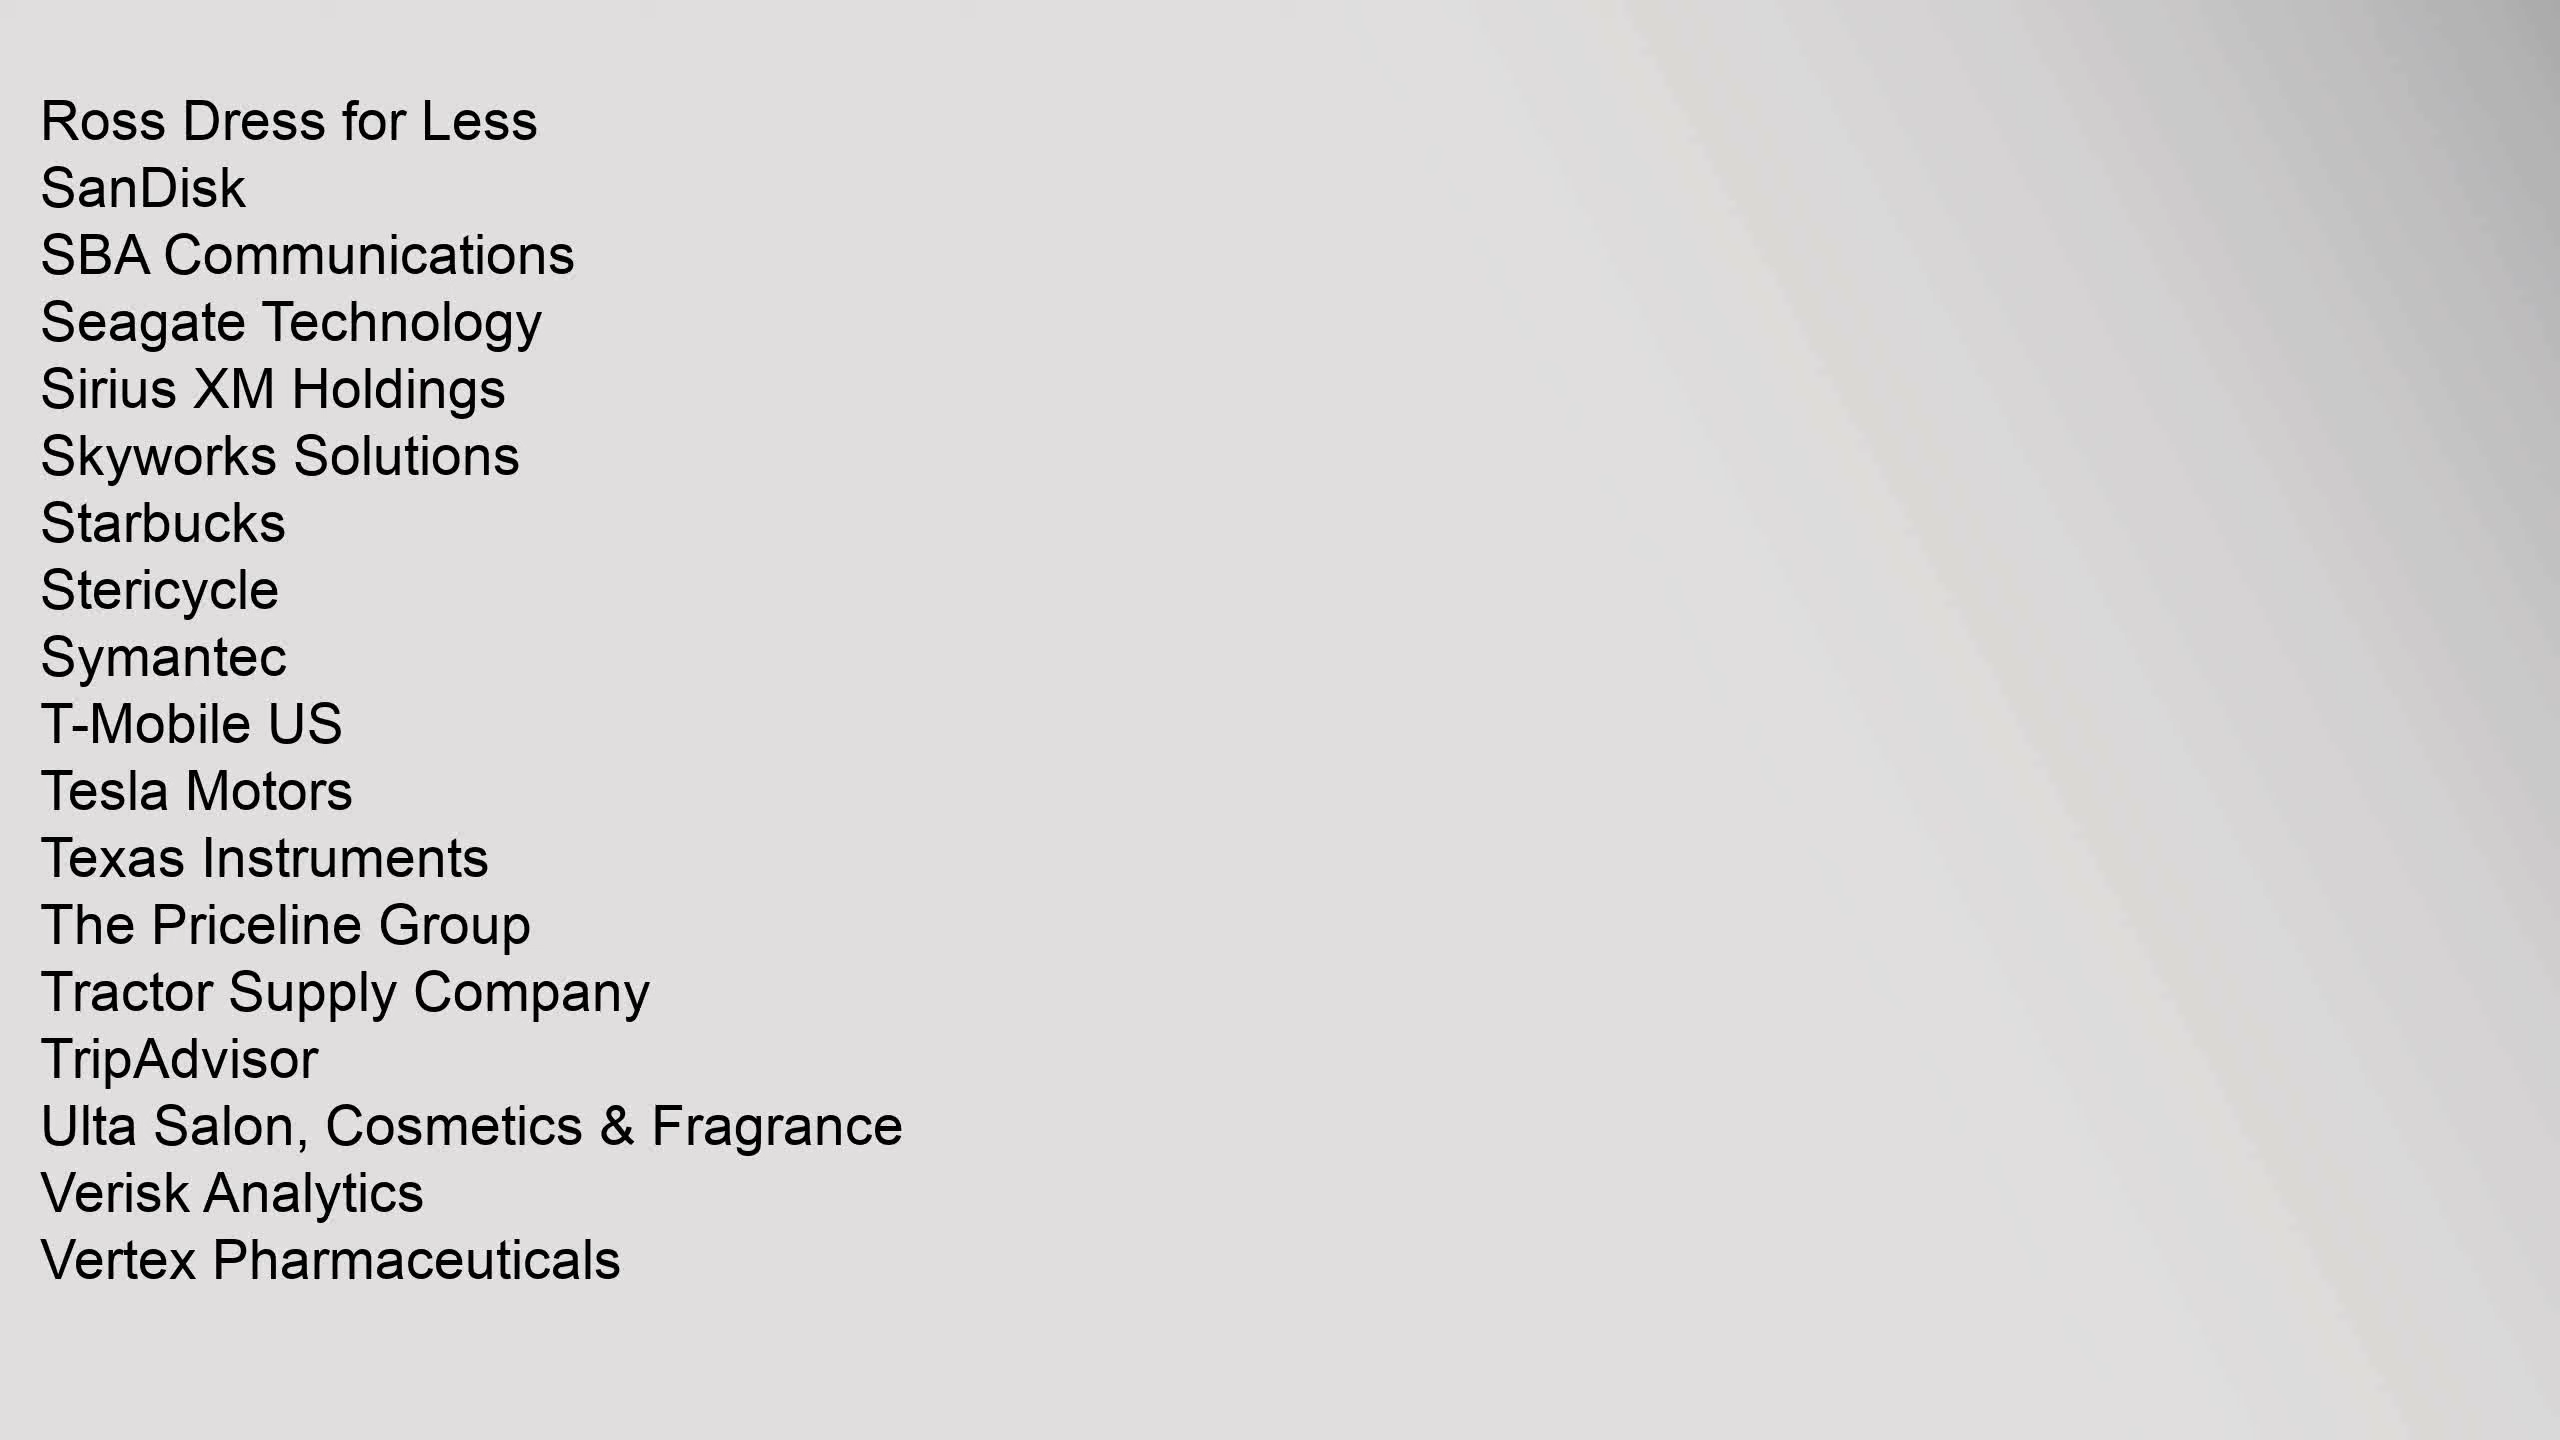 Ross Dress for Less
SanDisk
SBA Communications
Seagate Technology
Sirius XM Holdings
Skyworks Solutions
Starbucks
Stericycle
Symantec
T-Mobile US
Tesla Motors
Texas Instruments
The Priceline Group
Tractor Supply Company
TripAdvisor
Ulta Salon, Cosmetics & Fragrance
Verisk Analytics
Vertex Pharmaceuticals